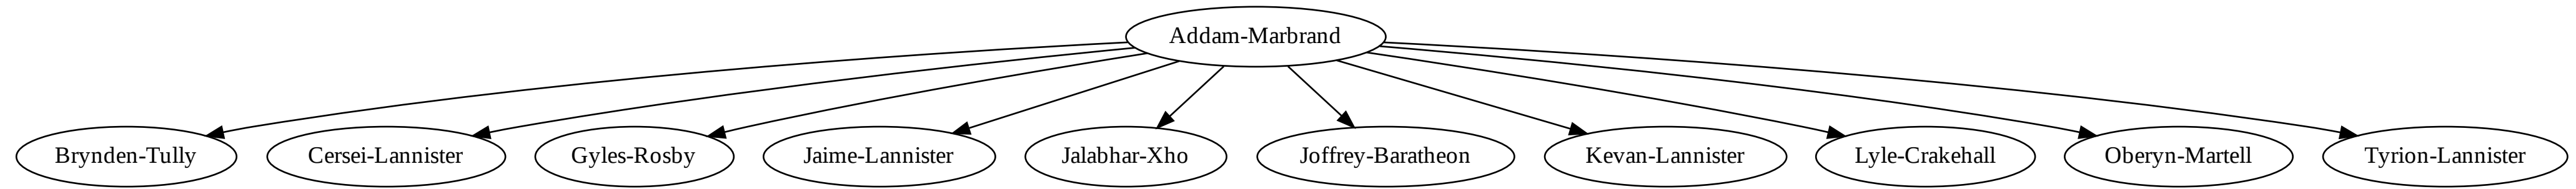 Addam-Marbrand
Brynden-Tully
Cersei-Lannister
Gyles-Rosby
Jaime-Lannister
Jalabhar-Xho
Joffrey-Baratheon
Kevan-Lannister
Lyle-Crakehall
Oberyn-Martell
Tyrion-Lannister